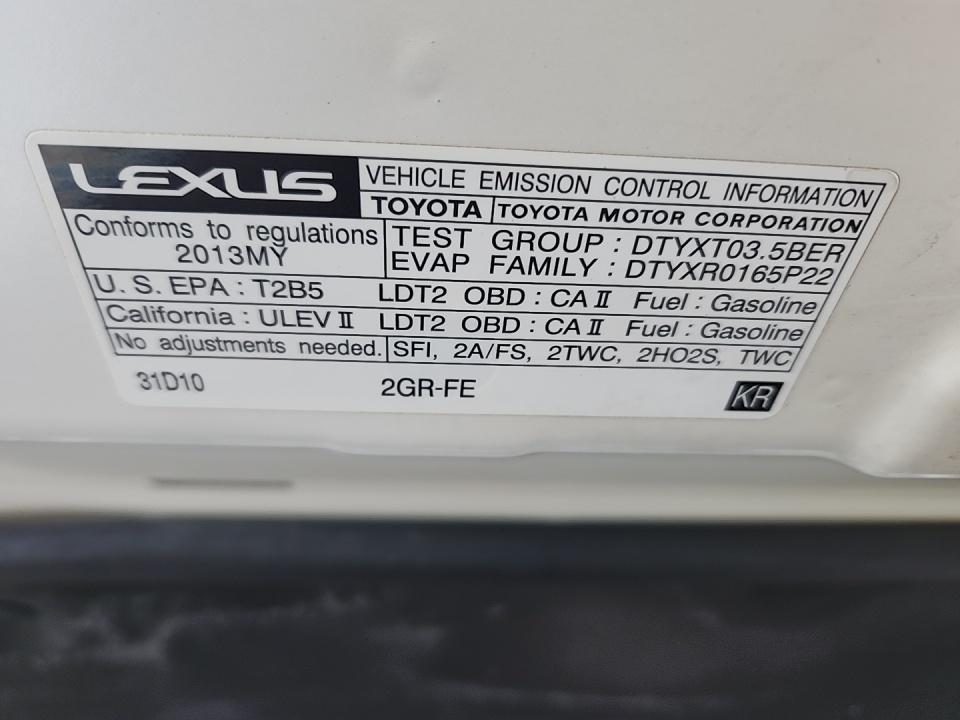 LEXUS
VEHICLE EMISSION CONTROL INFORMATION
TOYOTA TOYOTA MOTOR CORPORATION
Conforms to regulations
2013MY
TEST GROUP : DTYXT03.5BER
EVAP FAMILY : DTYXR0165P22
U. S. EPA : T2B5 LDT2 OBD : CA II Fuel : Gasoline
California : ULEV II LDT2 OBD : CA II Fuel : Gasoline
No adjustments needed. SFI, 2A/FS, 2TWC, 2HO2S, TWC
31D10 2GR-FE KR